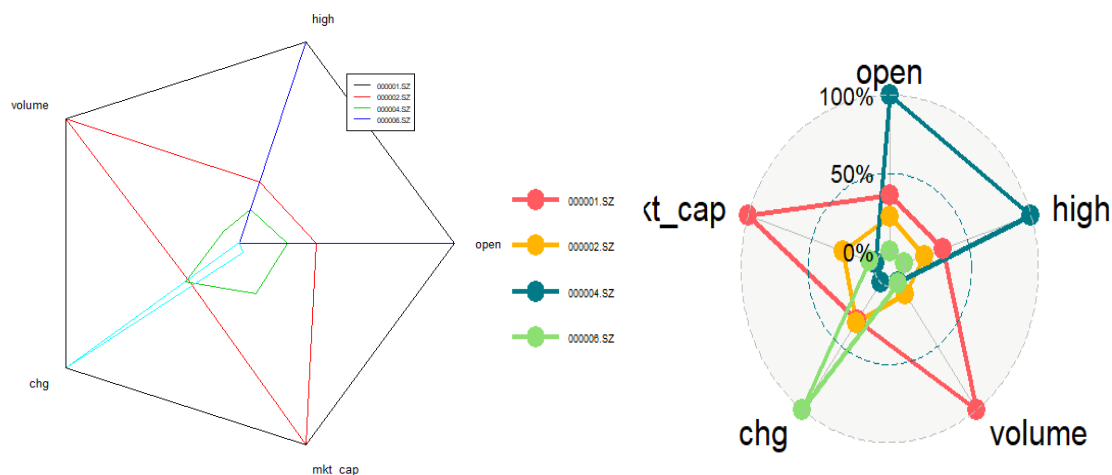 high
000001.SZ
000002.SZ
000004.SZ
000006.SZ
volume
open
chg
mkt_cap
000001.SZ
000002.SZ
000004.SZ
000006.SZ
open
100%
50%
0%
kt_cap
high
chg
volume